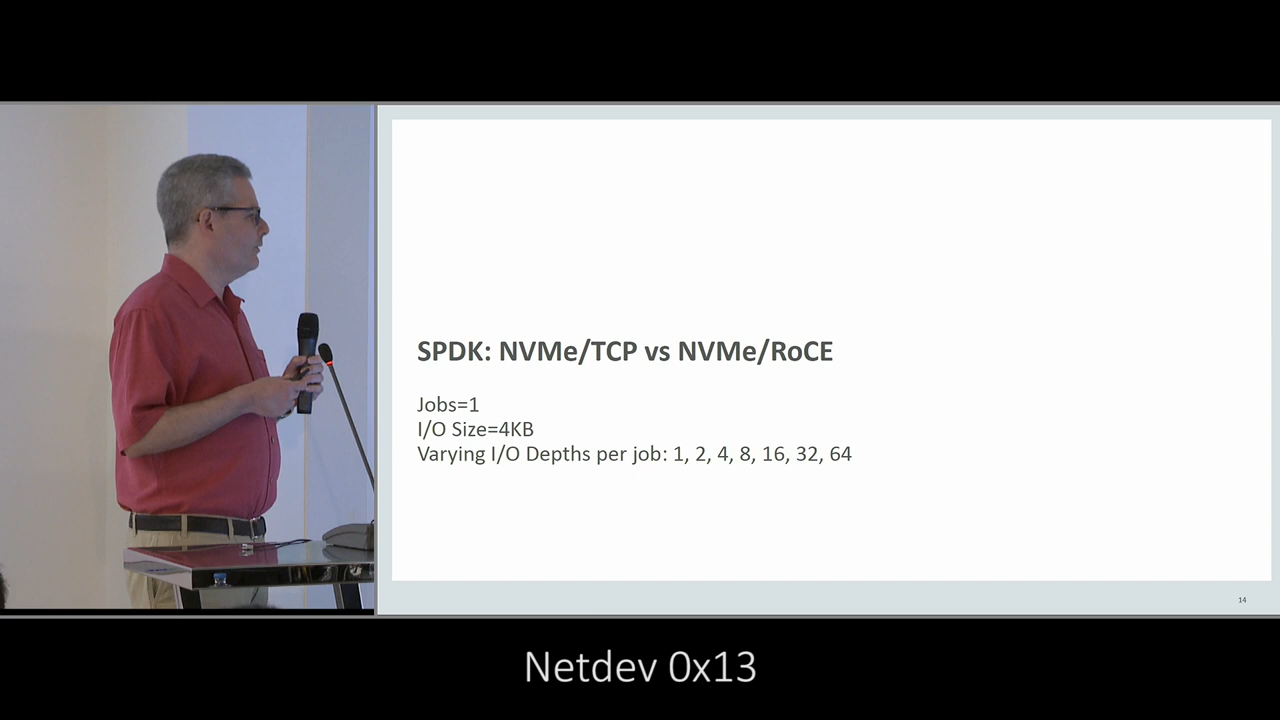 SPDK: NVMe/TCP vs NVMe/RoCE
Jobs=1
I/O Size=4KB
Varying I/O Depths per job: 1, 2, 4, 8, 16, 32, 64
14
Netdev 0x13